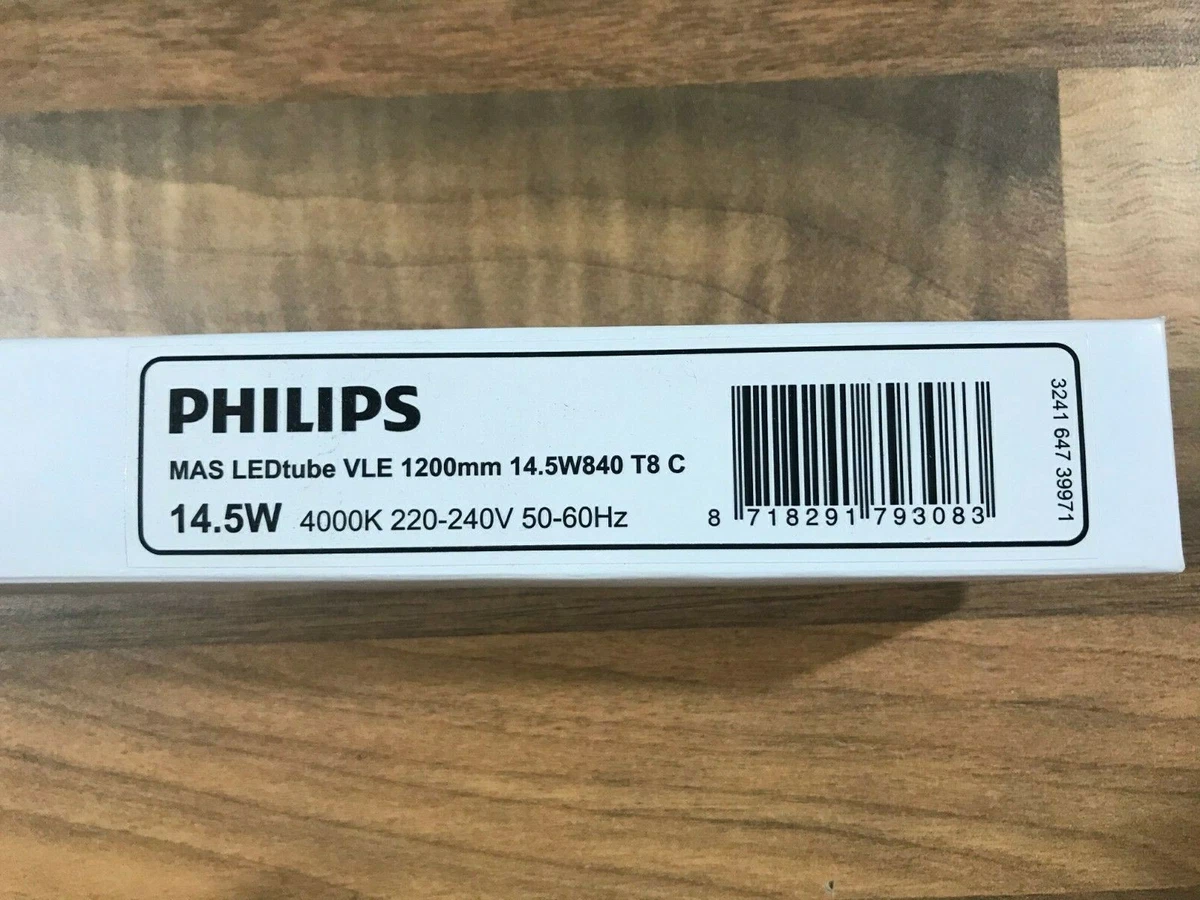 PHILIPS
MAS LEDtube VLE 1200mm 14.5W840 T8 C
14.5W 4000K 220-240V 50-60Hz
8 718291 793083
3241 647 39971